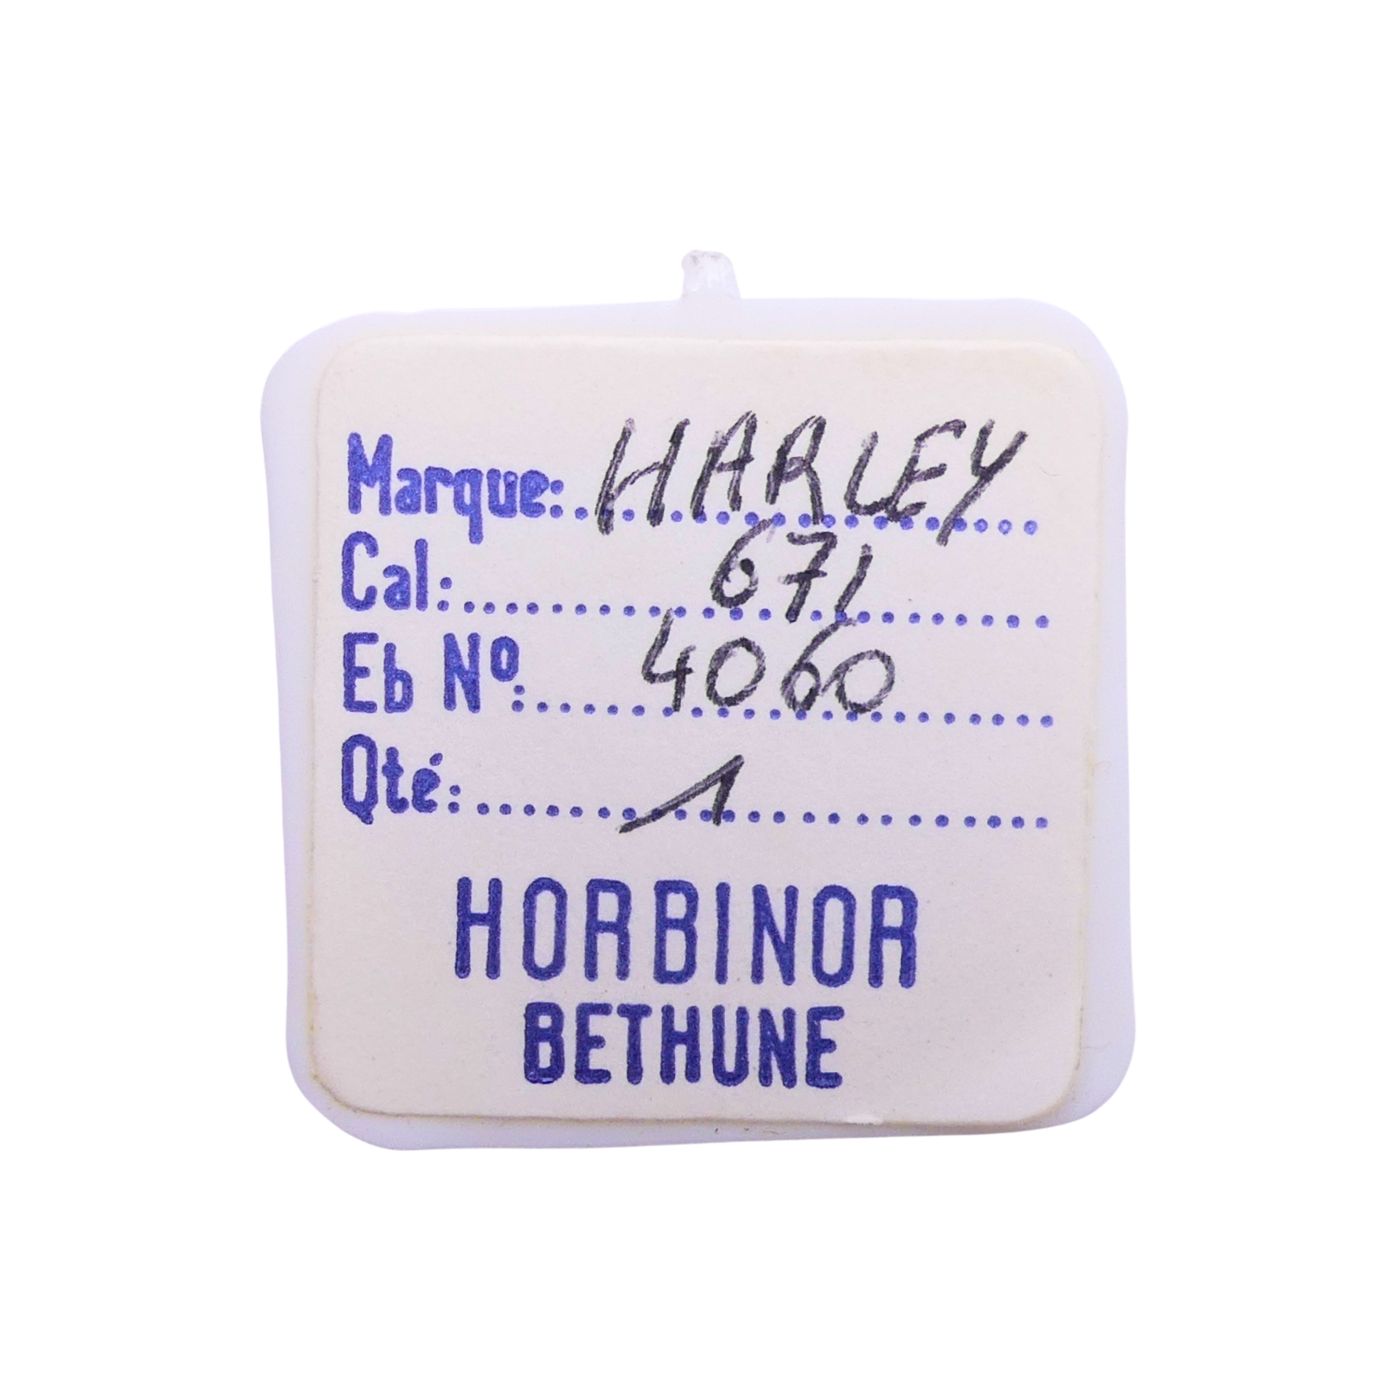 Marque: HARLEY
Cal: 671
Eb Nº: 4060
Qté: 1
HORBINOR
BETHUNE